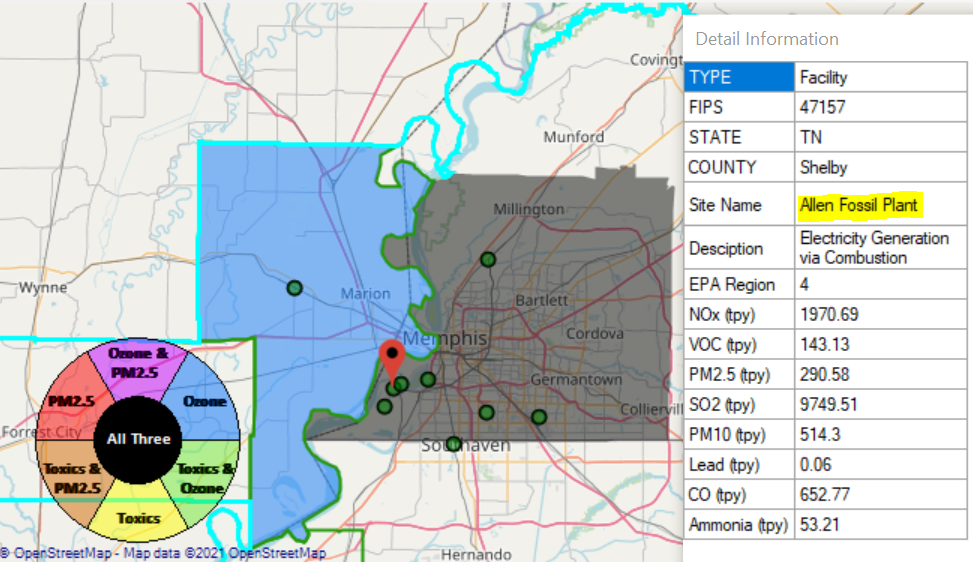 Detail Information
TYPE Facility
FIPS 47157
STATE TN
COUNTY Shelby
Site Name Allen Fossil Plant
Desciption Electricity Generation
via Combustion
EPA Region 4
NOx (tpy) 1970.69
VOC (tpy) 143.13
PM2.5 (tpy) 290.58
SO2 (tpy) 9749.51
PM10 (tpy) 514.3
Lead (tpy) 0.06
CO (tpy) 652.77
Ammonia (tpy) 53.21
Munford
Millington
Wynne
Marion
Bartlett
Memphis
Cordova
Germantown
Forrest City
Southaven
Hernando
Ozone &
PM2.5
PM2.5
Ozone
All Three
Toxics &
PM2.5
Toxics &
Ozone
Toxics
© OpenStreetMap - Map data ©2021 OpenStreetMap